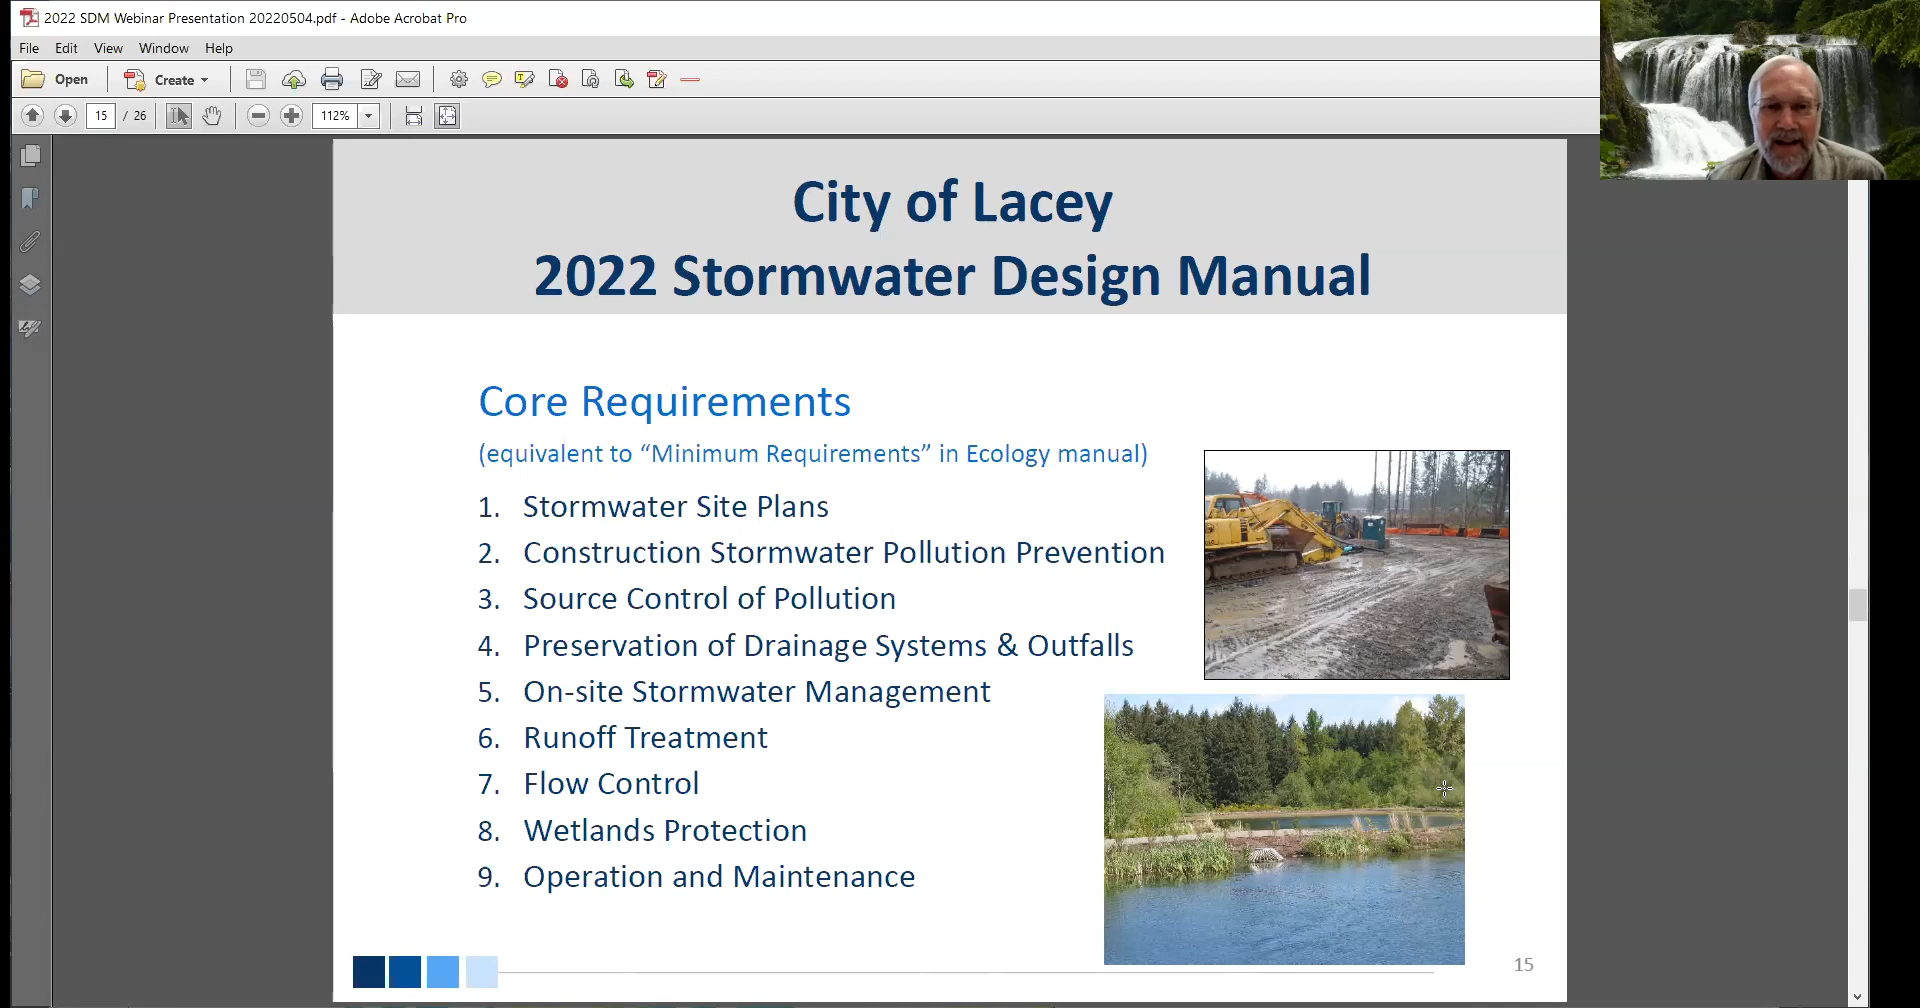 2022 SDM Webinar Presentation 20220504.pdf - Adobe Acrobat Pro
File Edit View Window Help
Open Create
15 / 26 112%
City of Lacey
2022 Stormwater Design Manual
Core Requirements
(equivalent to “Minimum Requirements” in Ecology manual)
1. Stormwater Site Plans
2. Construction Stormwater Pollution Prevention
3. Source Control of Pollution
4. Preservation of Drainage Systems & Outfalls
5. On-site Stormwater Management
6. Runoff Treatment
7. Flow Control
8. Wetlands Protection
9. Operation and Maintenance
15